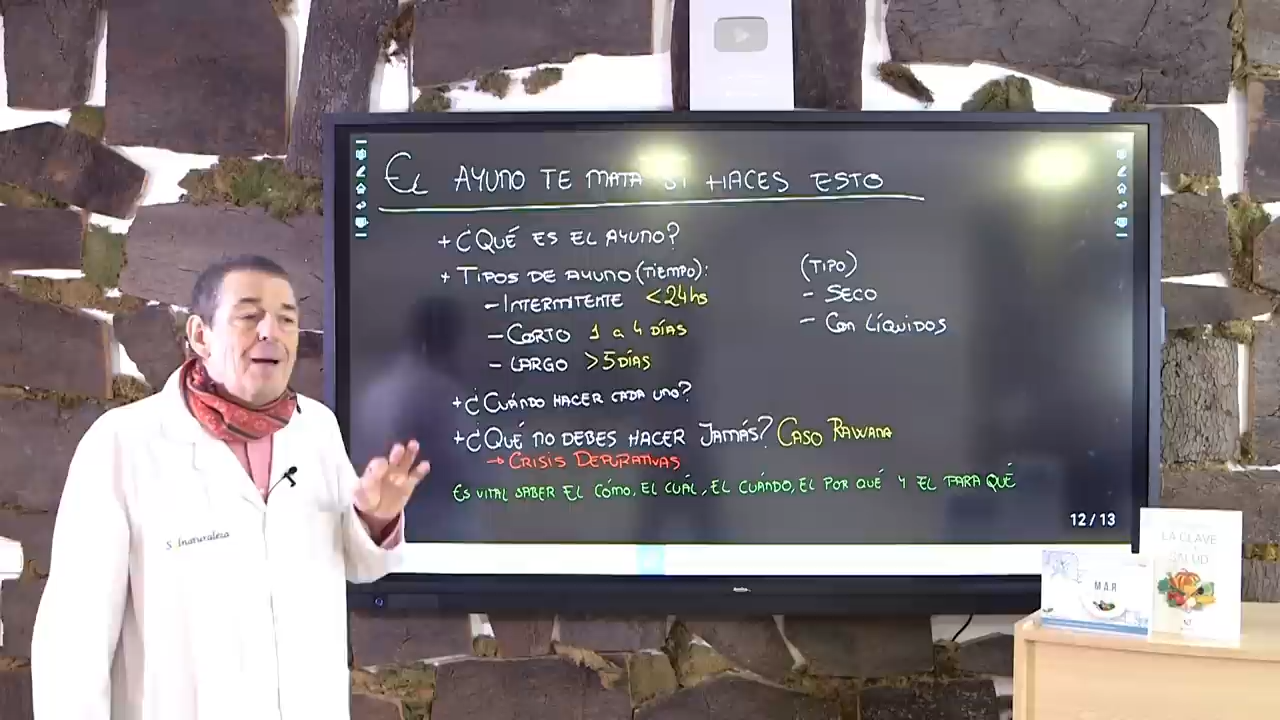 El AYUNO TE MATA SI HACES ESTO
+ ¿QUÉ ES EL AYUNO?
+ TIPOS DE AYUNO (TIEMPO):
- INTERMITENTE <24hs
- CORTO 1 a 4 DÍAS
- LARGO >5 DÍAS
(TIPO)
- SECO
- CON LÍQUIDOS
+ ¿CUÁNDO HACER CADA UNO?
+ ¿QUÉ NO DEBES HACER JAMÁS? CASO RAWANA
→ CRISIS DEPURATIVAS
ES VITAL SABER EL CÓMO, EL CUÁL, EL CUÁNDO, EL POR QUÉ Y EL PARA QUÉ
12 / 13
LA CLAVE
SALUD
M.A.R